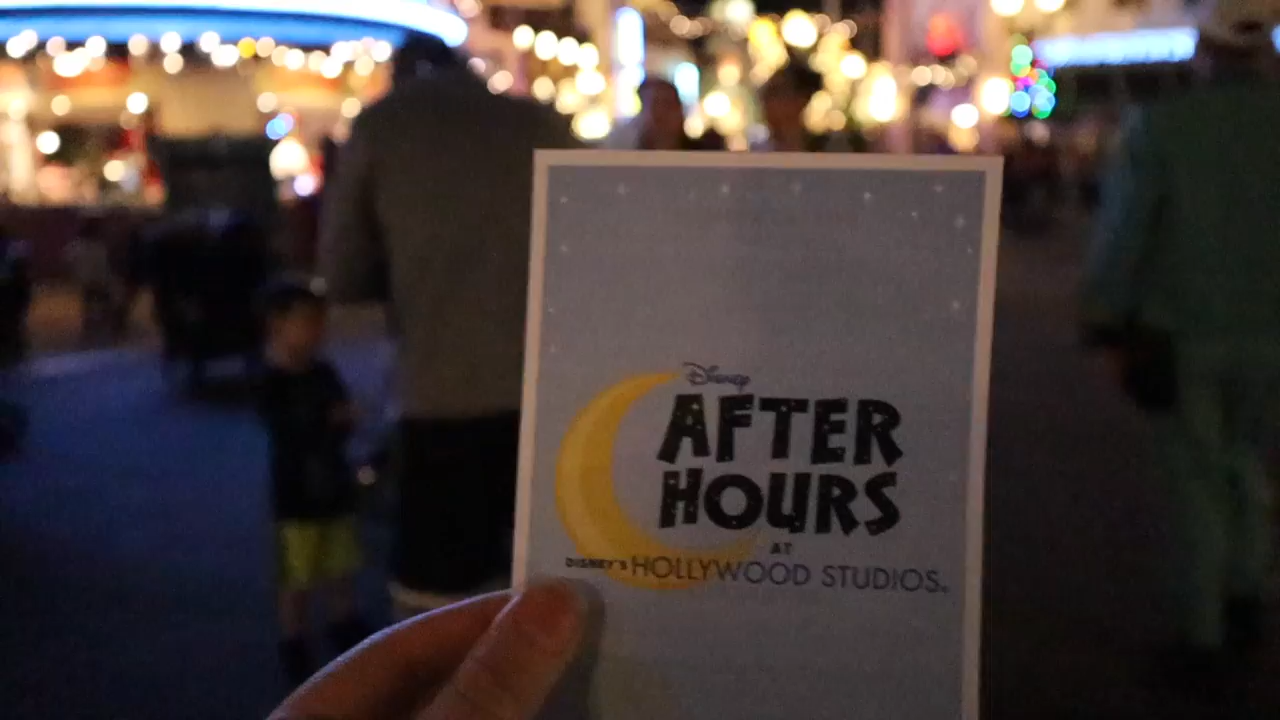 Disney
AFTER
HOURS
AT
DISNEY'S HOLLYWOOD STUDIOS.